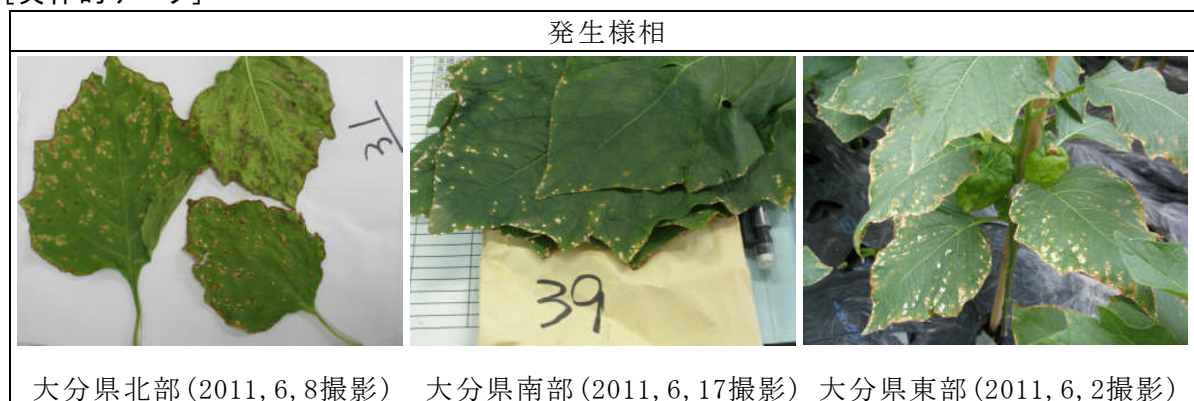 発生様相
31
39
大分県北部(2011,6,8撮影)
大分県南部(2011,6,17撮影)
大分県東部(2011,6,2撮影)